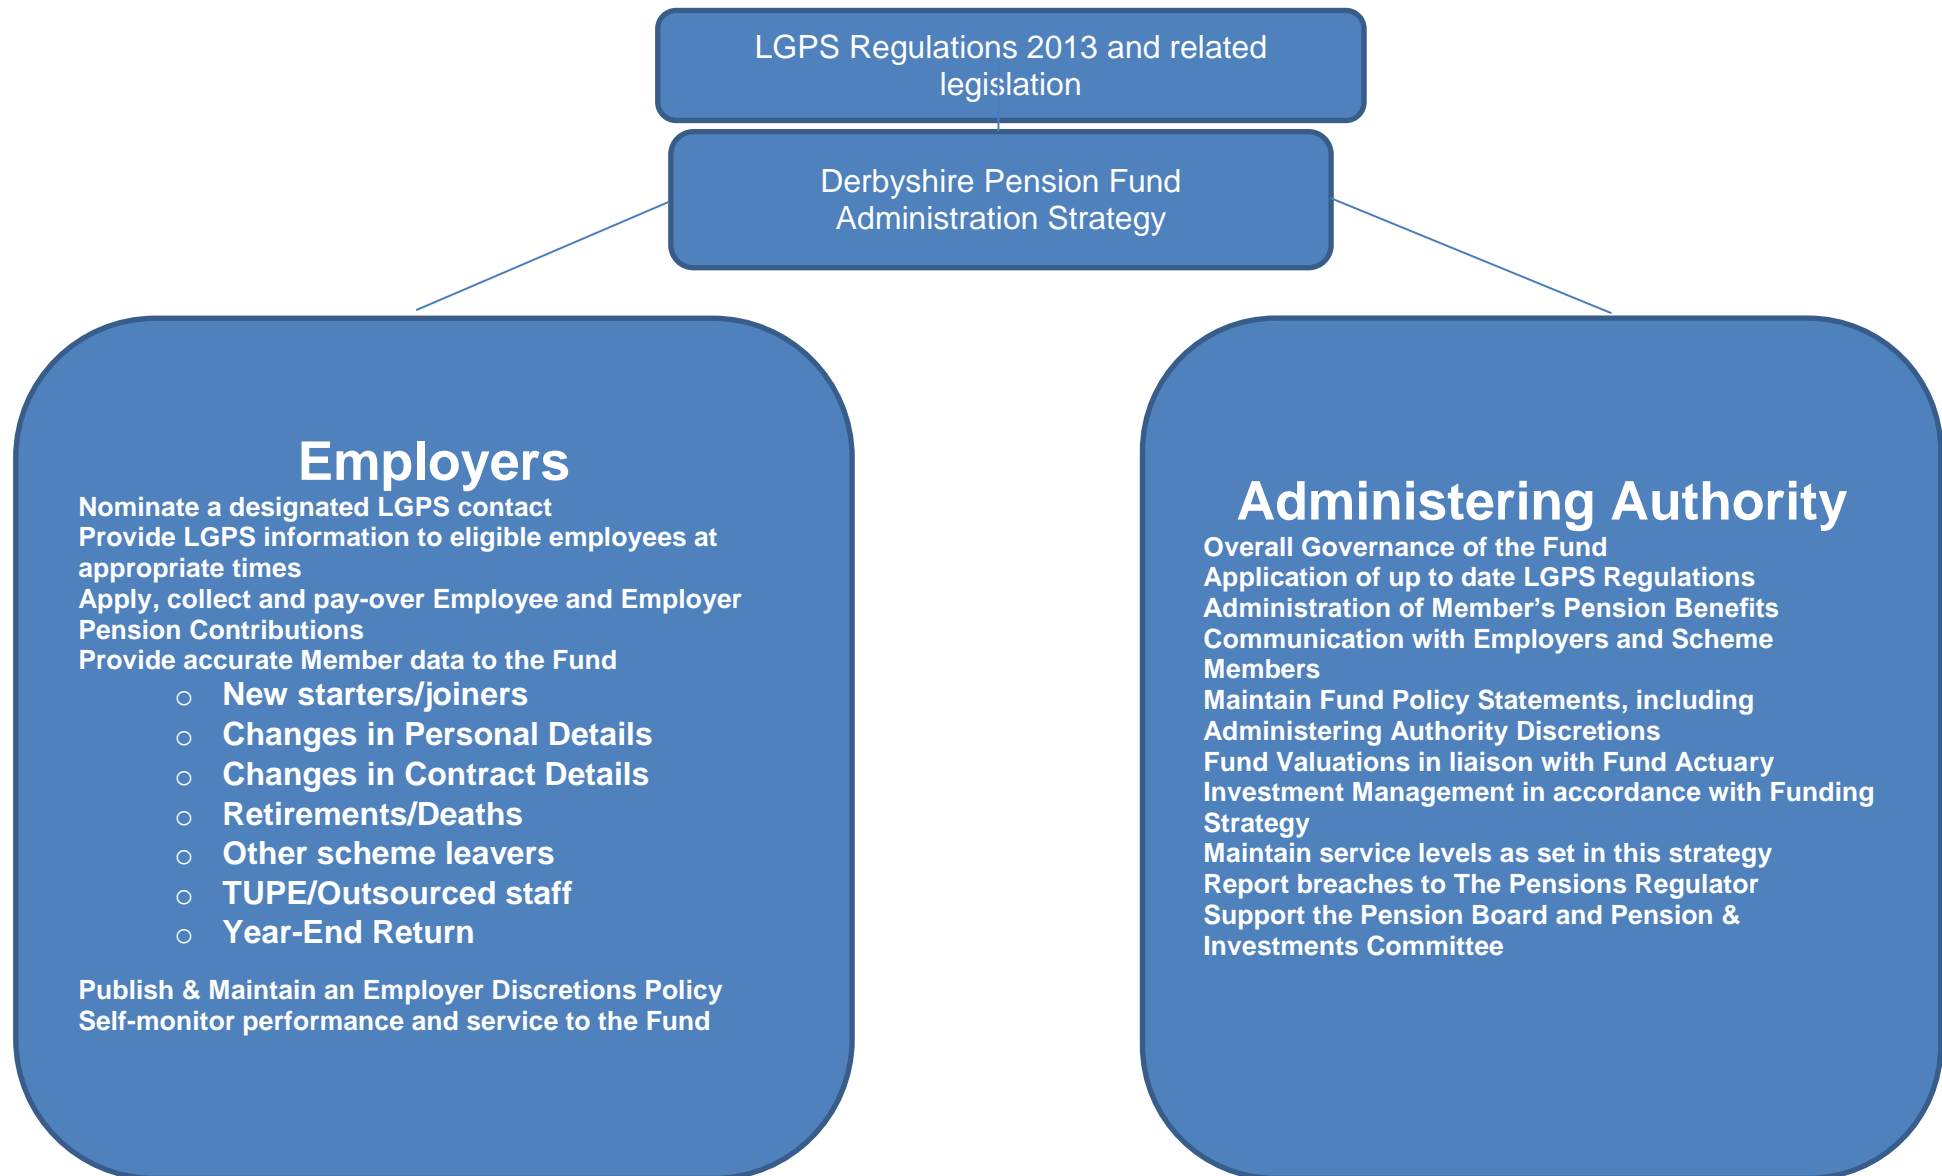 LGPS Regulations 2013 and related
legislation
Derbyshire Pension Fund
Administration Strategy
Employers
Nominate a designated LGPS contact
Provide LGPS information to eligible employees at
appropriate times
Apply, collect and pay-over Employee and Employer
Pension Contributions
Provide accurate Member data to the Fund
o New starters/joiners
o Changes in Personal Details
o Changes in Contract Details
o Retirements/Deaths
o Other scheme leavers
o TUPE/Outsourced staff
o Year-End Return
Publish & Maintain an Employer Discretions Policy
Self-monitor performance and service to the Fund
Administering Authority
Overall Governance of the Fund
Application of up to date LGPS Regulations
Administration of Member’s Pension Benefits
Communication with Employers and Scheme
Members
Maintain Fund Policy Statements, including
Administering Authority Discretions
Fund Valuations in liaison with Fund Actuary
Investment Management in accordance with Funding
Strategy
Maintain service levels as set in this strategy
Report breaches to The Pensions Regulator
Support the Pension Board and Pension &
Investments Committee